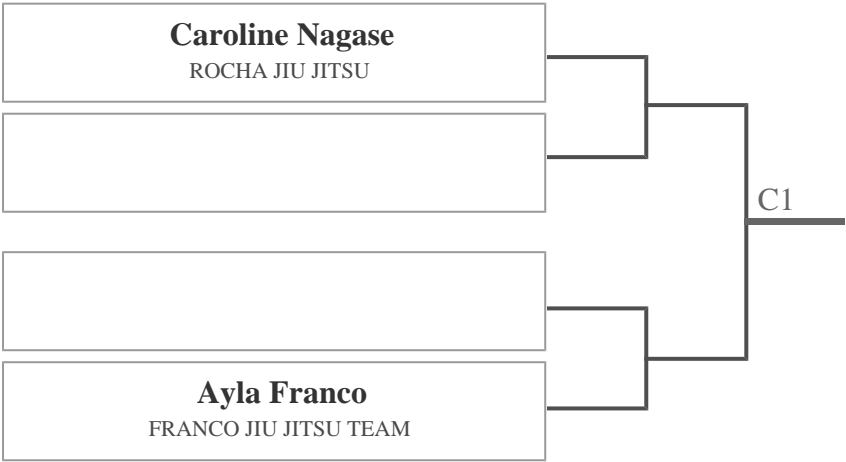 Caroline Nagase
ROCHA JIU JITSU
C1
Ayla Franco
FRANCO JIU JITSU TEAM